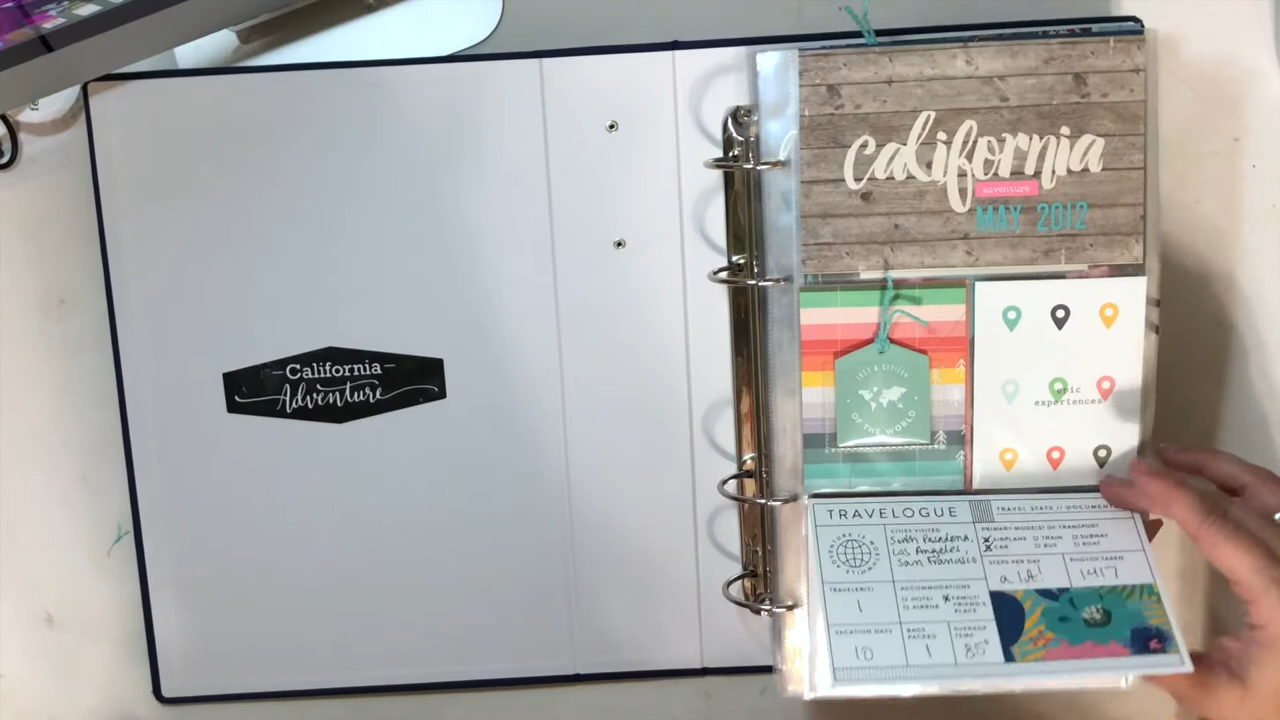 California
Adventure
california
adventure
MAY 2012
JUST A CITIZEN
OF THE WORLD
epic
experiences
TRAVELOGUE
TRAVEL STATS // DOCUMENT
ADVENTURE IS WORTHWHILE
CITIES VISITED
South Pasadena,
Los Angeles,
San Francisco
PRIMARY MODE(S) OF TRANSPORT
AIRPLANE TRAIN SUBWAY
CAR BUS BOAT
STEPS PER DAY
a lot!
PHOTOS TAKEN
1417
TRAVELER(S)
1
ACCOMMODATIONS
HOTEL
AIRBNB
FAMILY/
FRIEND'S
PLACE
VACATION DAYS
10
BAGS
PACKED
1
AVERAGE
TEMP.
85°